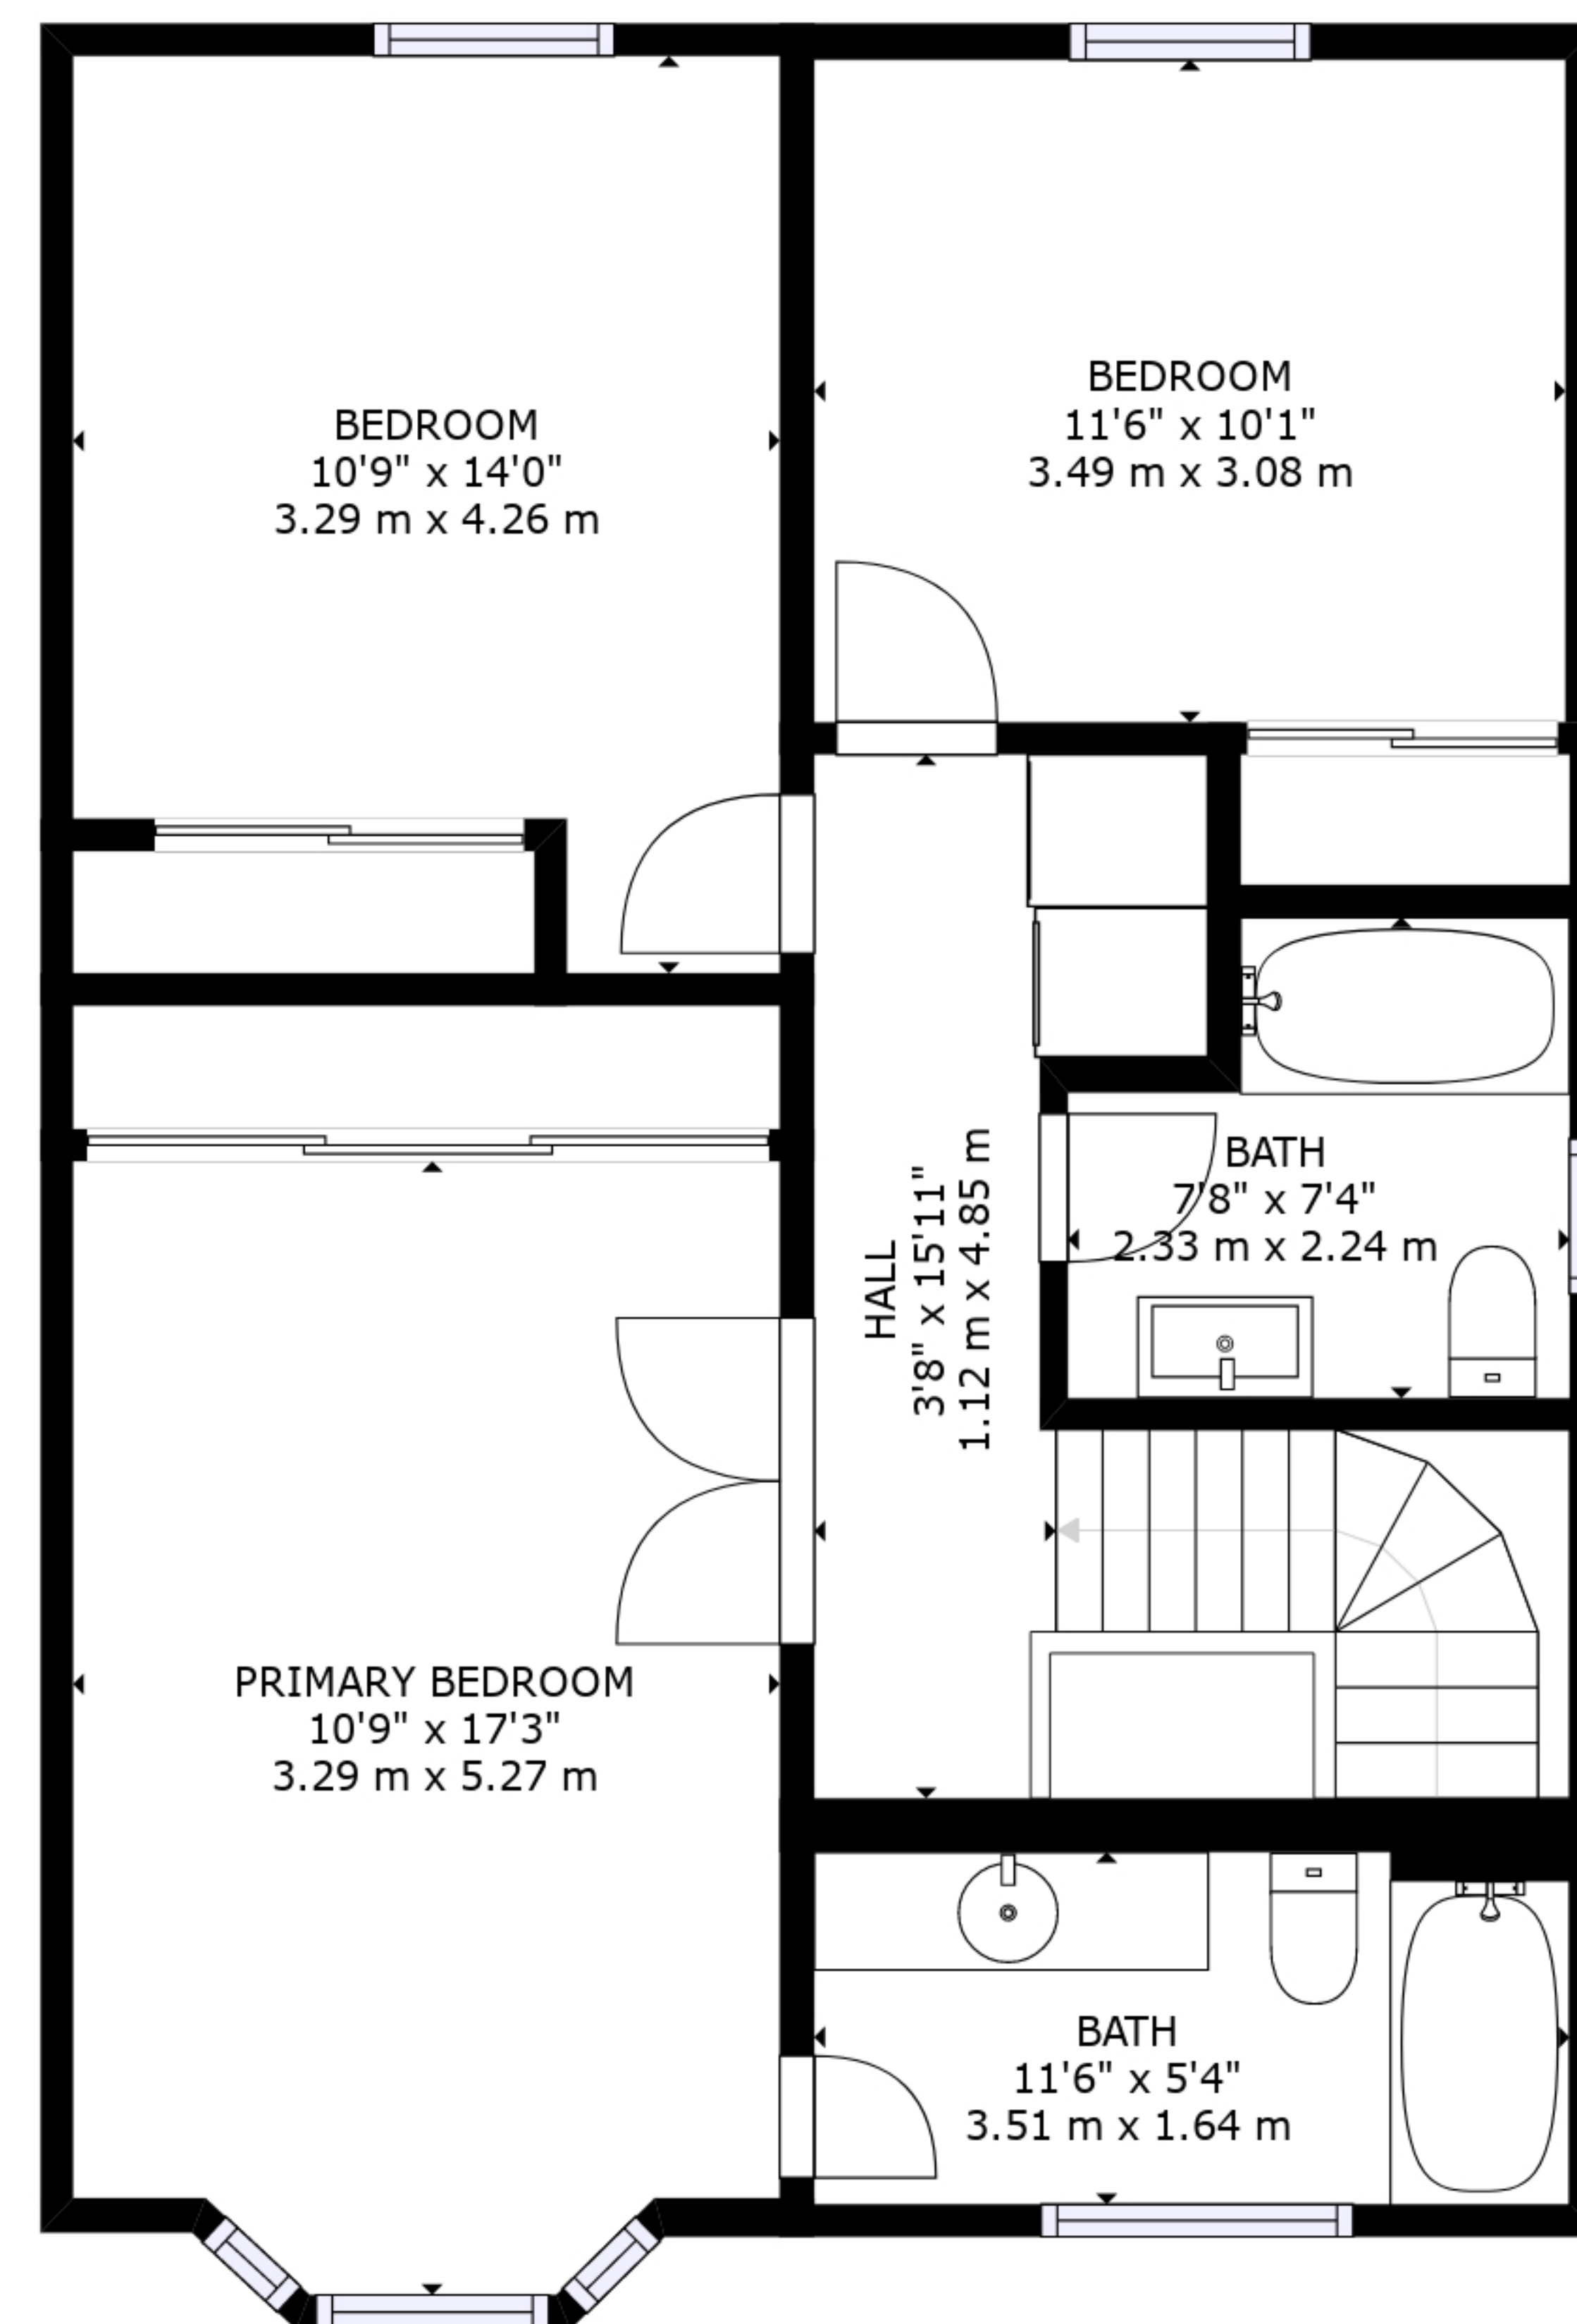 BEDROOM
10'9" x 14'0"
3.29 m x 4.26 m
BEDROOM
11'6" x 10'1"
3.49 m x 3.08 m
BATH
7'8" x 7'4"
2.33 m x 2.24 m
HALL
3'8" x 15'11"
1.12 m x 4.85 m
PRIMARY BEDROOM
10'9" x 17'3"
3.29 m x 5.27 m
BATH
11'6" x 5'4"
3.51 m x 1.64 m